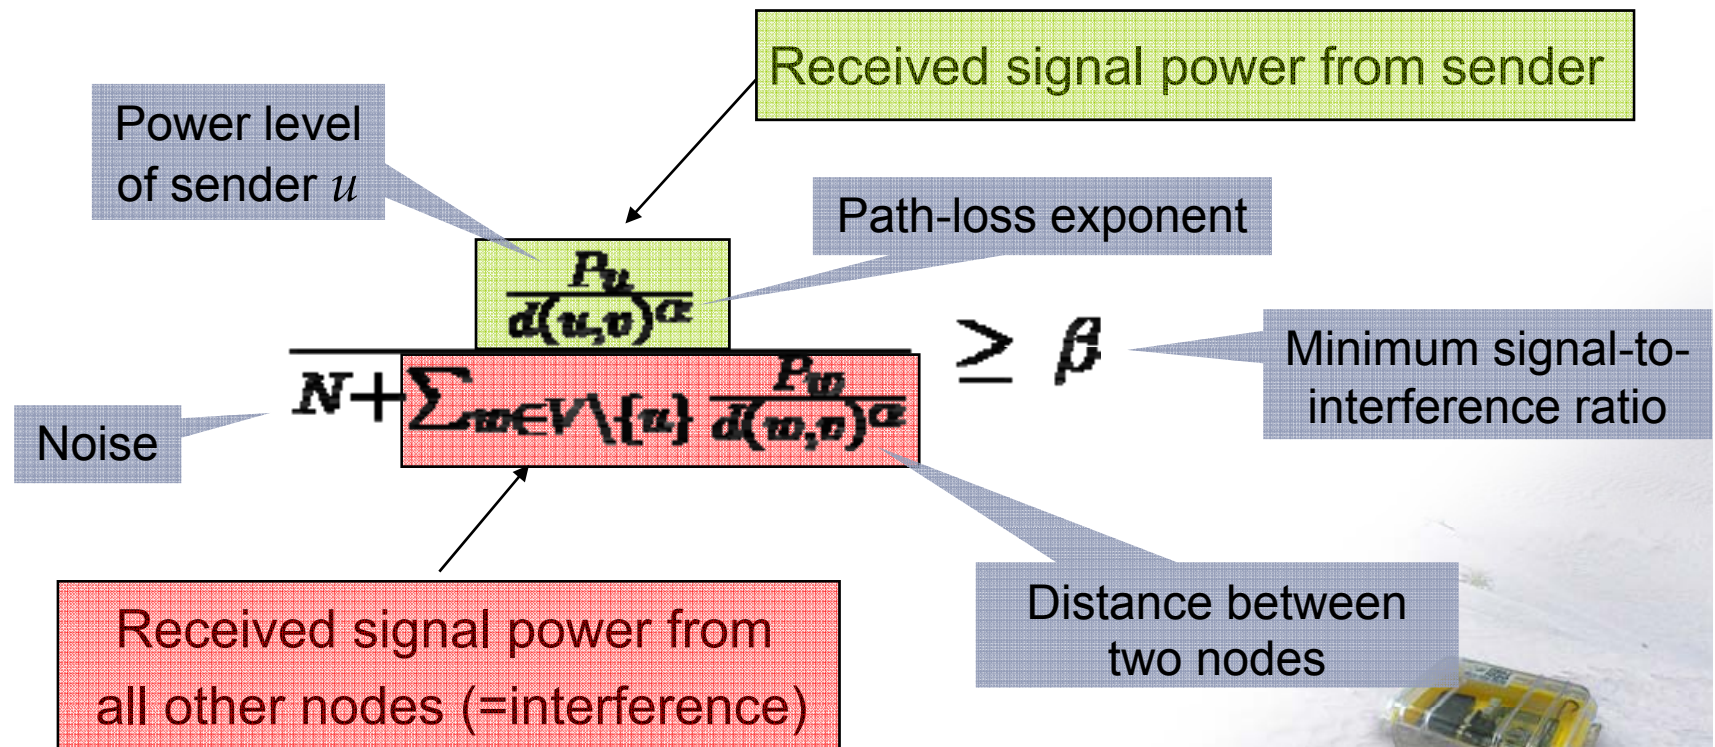 Received signal power from sender
Power level
of sender u
Path-loss exponent
P_u
d(u,v)^α
≥ β
N+∑_{w∈V\{u}} P_w
d(w,v)^α
Minimum signal-to-
interference ratio
Noise
Distance between
two nodes
Received signal power from
all other nodes (=interference)